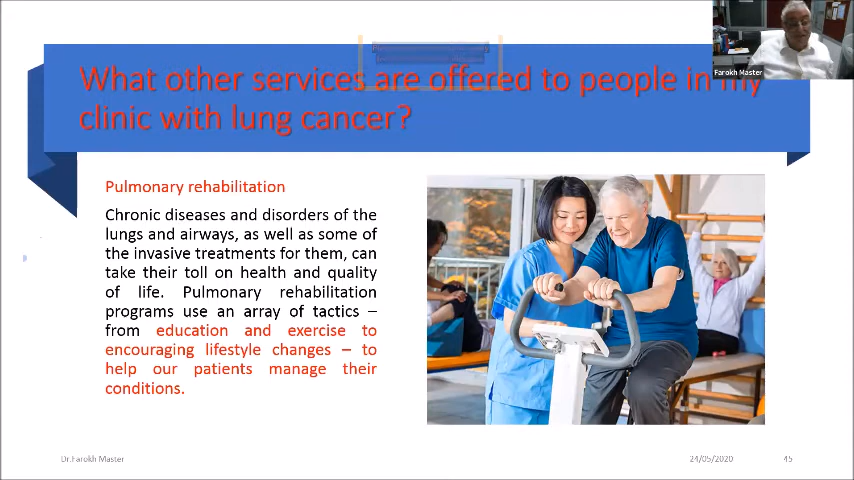 What other services are offered to people in my
clinic with lung cancer?
Farokh Master
Pulmonary rehabilitation
Chronic diseases and disorders of the
lungs and airways, as well as some of
the invasive treatments for them, can
take their toll on health and quality
of life. Pulmonary rehabilitation
programs use an array of tactics –
from education and exercise to
encouraging lifestyle changes – to
help our patients manage their
conditions.
Dr.Farokh Master
24/05/2020
45